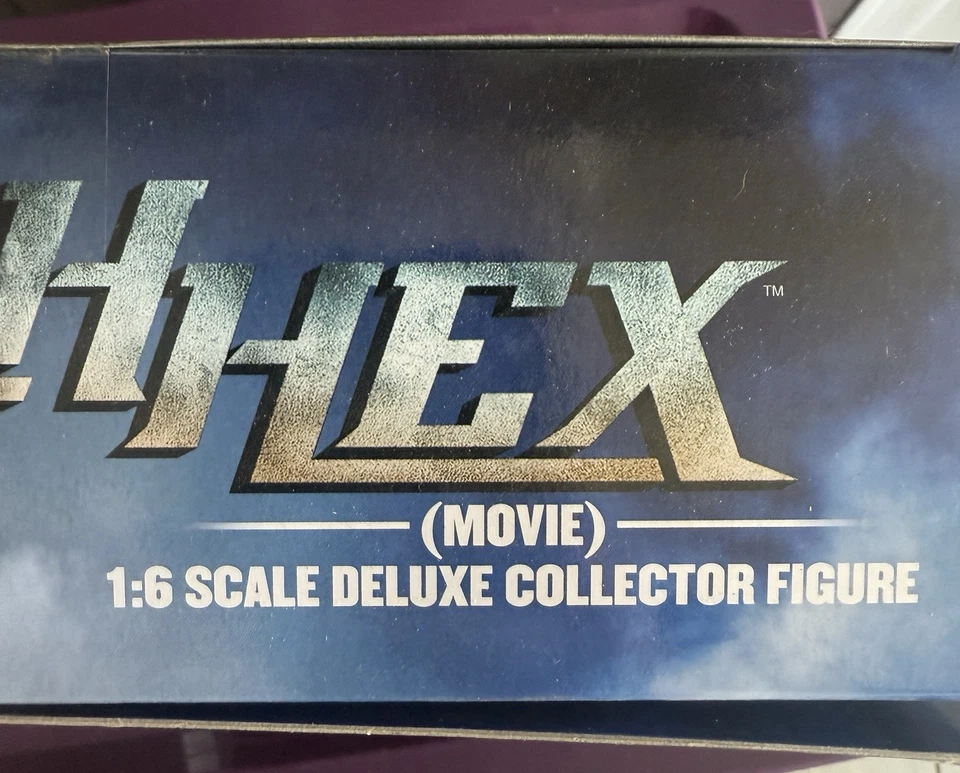 H HEX™
(MOVIE)
1:6 SCALE DELUXE COLLECTOR FIGURE